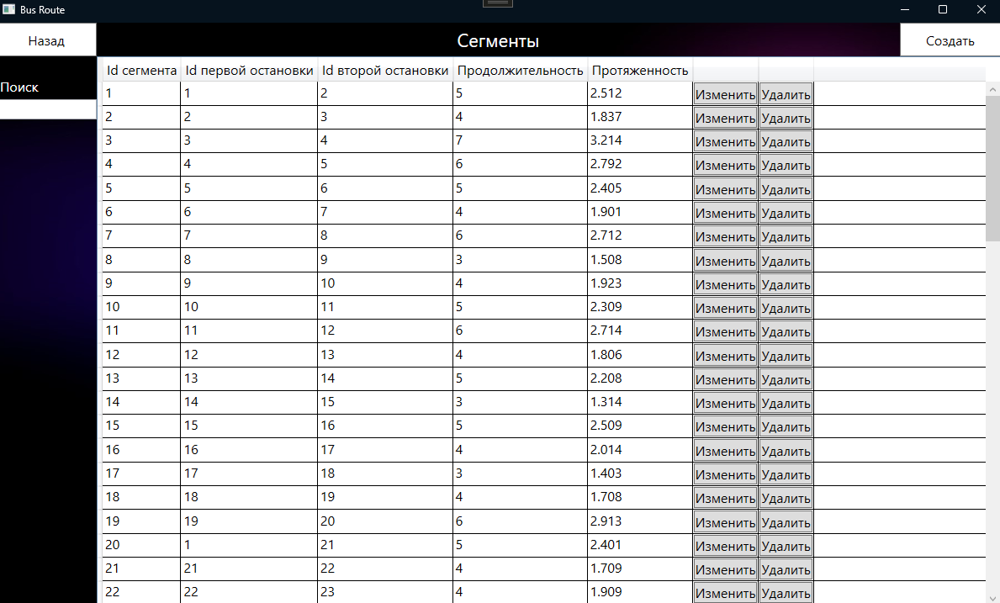 Bus Route
Назад Сегменты Создать
Поиск
Id сегмента Id первой остановки Id второй остановки Продолжительность Протяженность
1 1 2 5 2.512 Изменить Удалить
2 2 3 4 1.837 Изменить Удалить
3 3 4 7 3.214 Изменить Удалить
4 4 5 6 2.792 Изменить Удалить
5 5 6 5 2.405 Изменить Удалить
6 6 7 4 1.901 Изменить Удалить
7 7 8 6 2.712 Изменить Удалить
8 8 9 3 1.508 Изменить Удалить
9 9 10 4 1.923 Изменить Удалить
10 10 11 5 2.309 Изменить Удалить
11 11 12 6 2.714 Изменить Удалить
12 12 13 4 1.806 Изменить Удалить
13 13 14 5 2.208 Изменить Удалить
14 14 15 3 1.314 Изменить Удалить
15 15 16 5 2.509 Изменить Удалить
16 16 17 4 2.014 Изменить Удалить
17 17 18 3 1.403 Изменить Удалить
18 18 19 4 1.708 Изменить Удалить
19 19 20 6 2.913 Изменить Удалить
20 1 21 5 2.401 Изменить Удалить
21 21 22 4 1.709 Изменить Удалить
22 22 23 4 1.909 Изменить Удалить